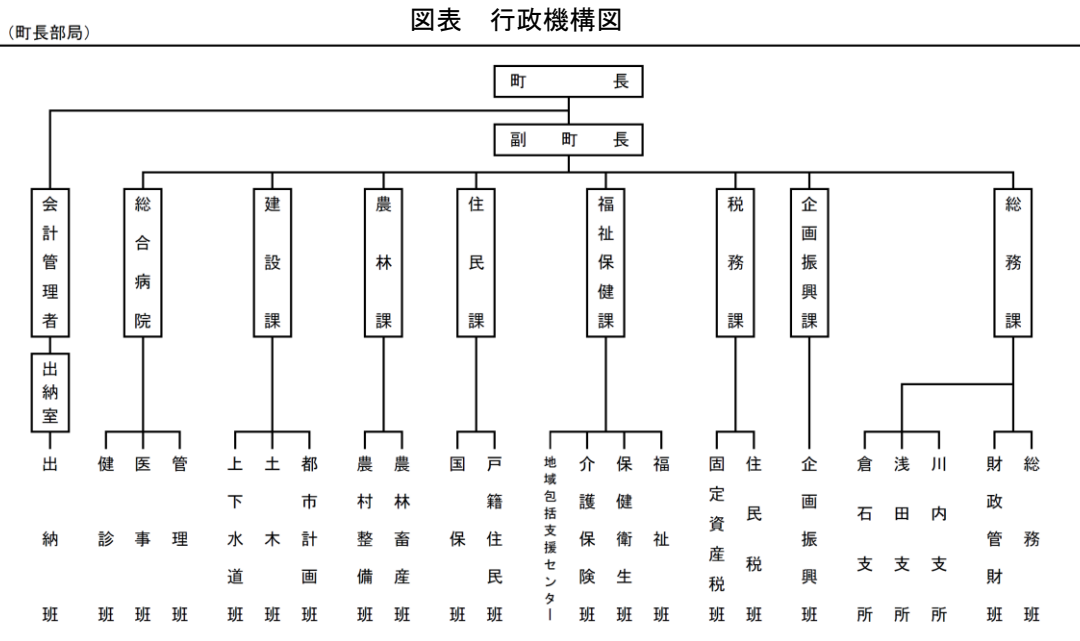 図表　行政機構図
（町長部局）
町長
副町長
会計管理者
総合病院
建設課
農林課
住民課
福祉保健課
税務課
企画振興課
総務課
出納室
出納班
健診班
医事班
管理班
上下水道班
土木班
都市計画班
農村整備班
農林畜産班
国保班
戸籍住民班
地域包括支援センター
介護保険班
保健衛生班
福祉班
固定資産税班
住民税班
企画振興班
倉石支所
浅田支所
川内支所
財政管財班
総務班